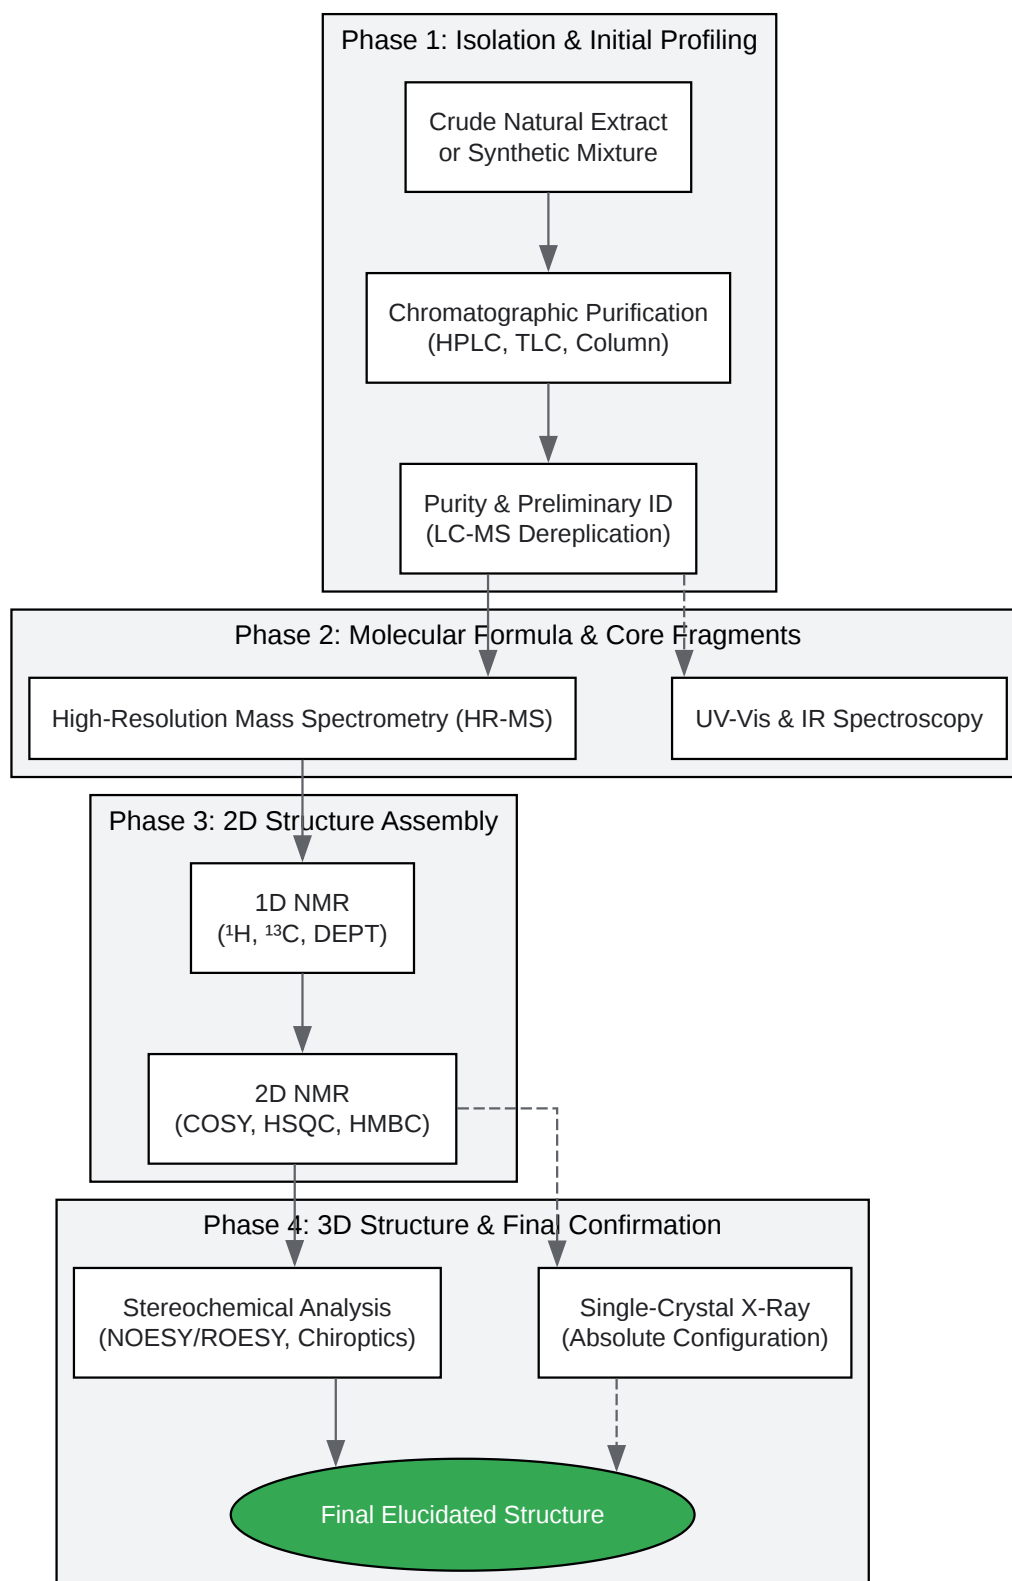 Phase 1: Isolation & Initial Profiling
Crude Natural Extract
or Synthetic Mixture
Chromatographic Purification
(HPLC, TLC, Column)
Purity & Preliminary ID
(LC-MS Dereplication)
Phase 2: Molecular Formula & Core Fragments
High-Resolution Mass Spectrometry (HR-MS)
UV-Vis & IR Spectroscopy
Phase 3: 2D Structure Assembly
1D NMR
(¹H, ¹³C, DEPT)
2D NMR
(COSY, HSQC, HMBC)
Phase 4: 3D Structure & Final Confirmation
Stereochemical Analysis
(NOESY/ROESY, Chiroptics)
Single-Crystal X-Ray
(Absolute Configuration)
Final Elucidated Structure